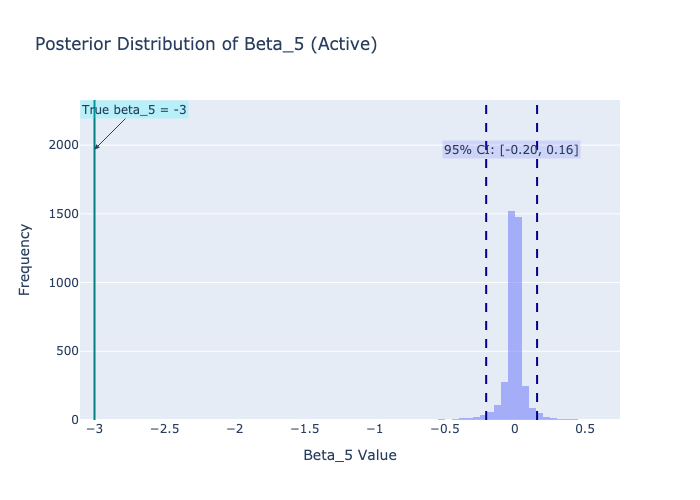 Posterior Distribution of Beta_5 (Active)
True beta_5 = -3
95% CI: [-0.20, 0.16]
2000
1500
1000
500
0
Frequency
−3
−2.5
−2
−1.5
−1
−0.5
0
0.5
Beta_5 Value